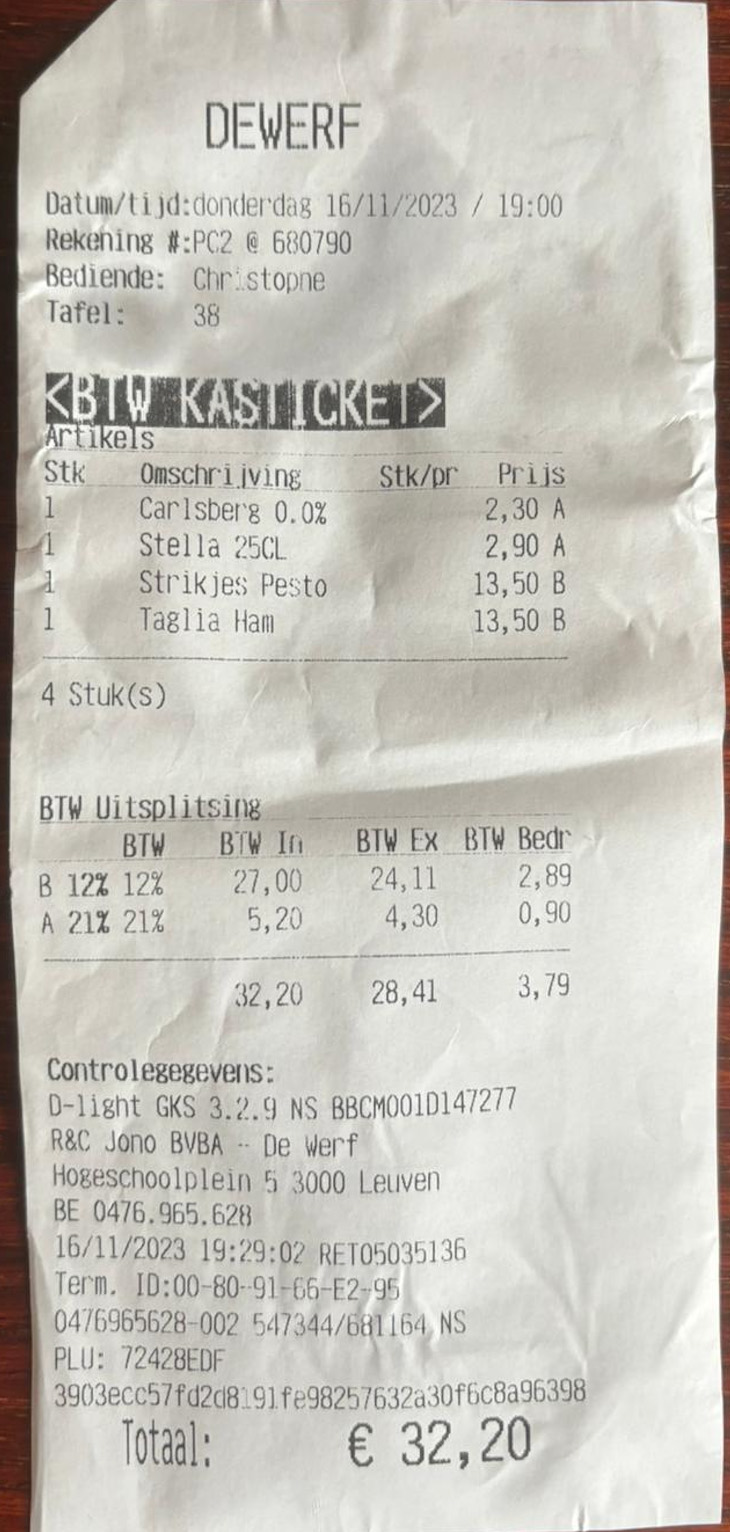 DEWERF
Datum/tijd:donderdag 16/11/2023 / 19:00
Rekening #:PC2 @ 680790
Bediende: Christophe
Tafel: 38
<BTW KASTICKET>
Artikels
Stk Omschrijving Stk/pr Prijs
1 Carlsberg 0.0% 2,30 A
1 Stella 25CL 2,90 A
1 Strikjes Pesto 13,50 B
1 Taglia Ham 13,50 B
4 Stuk(s)
BTW Uitsplitsing
BTW BTW In BTW Ex BTW Bedr
B 12% 12% 27,00 24,11 2,89
A 21% 21% 5,20 4,30 0,90
32,20 28,41 3,79
Controlegegevens:
D-light GKS 3.2.9 NS BBCM001D147277
R&C Jono BVBA - De Werf
Hogeschoolplein 5 3000 Leuven
BE 0476.965.628
16/11/2023 19:29:02 RET05035136
Term. ID:00-80-91-66-E2-95
0476965628-002 547344/681164 NS
PLU: 72428EDF
3903ecc57fd2d8191fe98257632a30f6c8a96398
Totaal: € 32,20